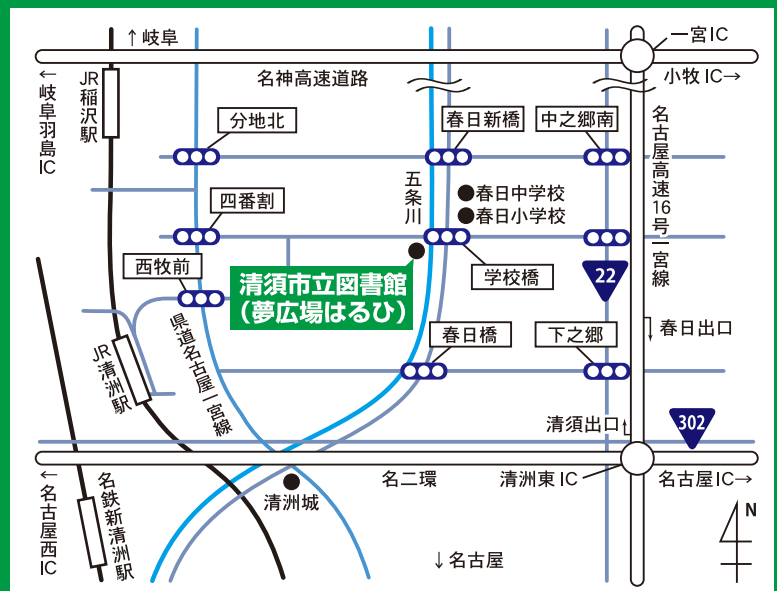 ↑岐阜
一宮IC
名神高速道路
小牧IC→
←岐阜羽島IC
JR稲沢駅
分地北
春日新橋
中之郷南
名古屋高速16号一宮線
五条川
春日中学校
春日小学校
四番割
学校橋
西牧前
清須市立図書館
(夢広場はるひ)
22
春日橋
下之郷
春日出口
JR清洲駅
県道名古屋一宮線
清須出口
302
←名古屋西IC
名鉄新清洲駅
清洲城
名二環
清洲東IC
名古屋IC→
↓名古屋
N